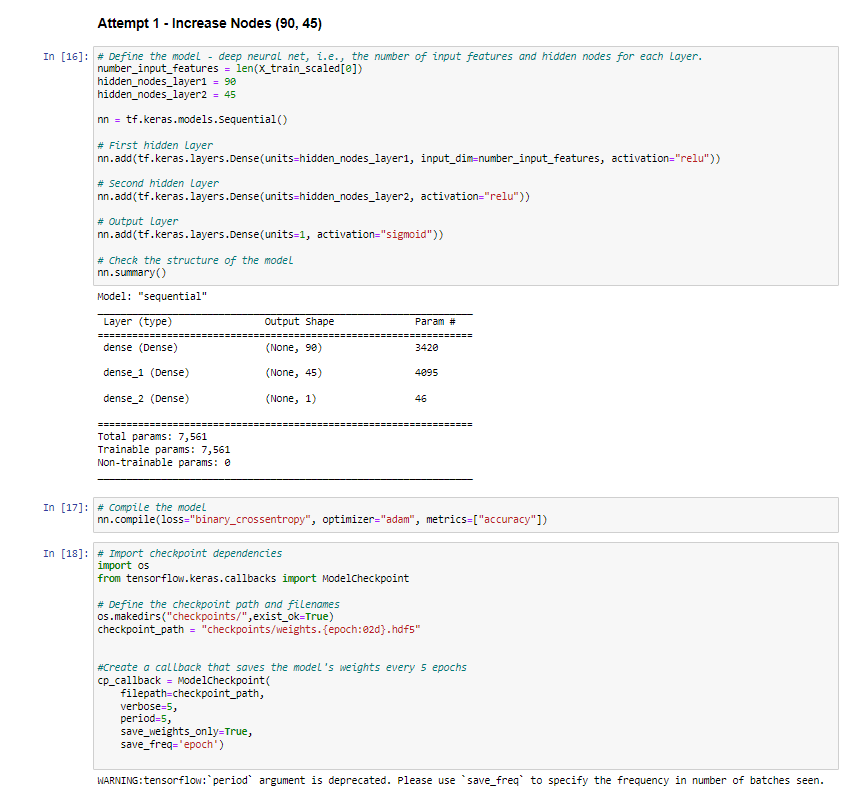 Attempt 1 - Increase Nodes (90, 45)
In [16]: # Define the model - deep neural net, i.e., the number of input features and hidden nodes for each layer.
number_input_features = len(X_train_scaled[0])
hidden_nodes_layer1 = 90
hidden_nodes_layer2 = 45
nn = tf.keras.models.Sequential()
# First hidden layer
nn.add(tf.keras.layers.Dense(units=hidden_nodes_layer1, input_dim=number_input_features, activation="relu"))
# Second hidden layer
nn.add(tf.keras.layers.Dense(units=hidden_nodes_layer2, activation="relu"))
# Output layer
nn.add(tf.keras.layers.Dense(units=1, activation="sigmoid"))
# Check the structure of the model
nn.summary()
Model: "sequential"
Layer (type) Output Shape Param #
=================================================================
dense (Dense) (None, 90) 3420
dense_1 (Dense) (None, 45) 4095
dense_2 (Dense) (None, 1) 46
=================================================================
Total params: 7,561
Trainable params: 7,561
Non-trainable params: 0
In [17]: # Compile the model
nn.compile(loss="binary_crossentropy", optimizer="adam", metrics=["accuracy"])
In [18]: # Import checkpoint dependencies
import os
from tensorflow.keras.callbacks import ModelCheckpoint
# Define the checkpoint path and filenames
os.makedirs("checkpoints/",exist_ok=True)
checkpoint_path = "checkpoints/weights.{epoch:02d}.hdf5"
#Create a callback that saves the model's weights every 5 epochs
cp_callback = ModelCheckpoint(
filepath=checkpoint_path,
verbose=5,
period=5,
save_weights_only=True,
save_freq='epoch')
WARNING:tensorflow:`period` argument is deprecated. Please use `save_freq` to specify the frequency in number of batches seen.